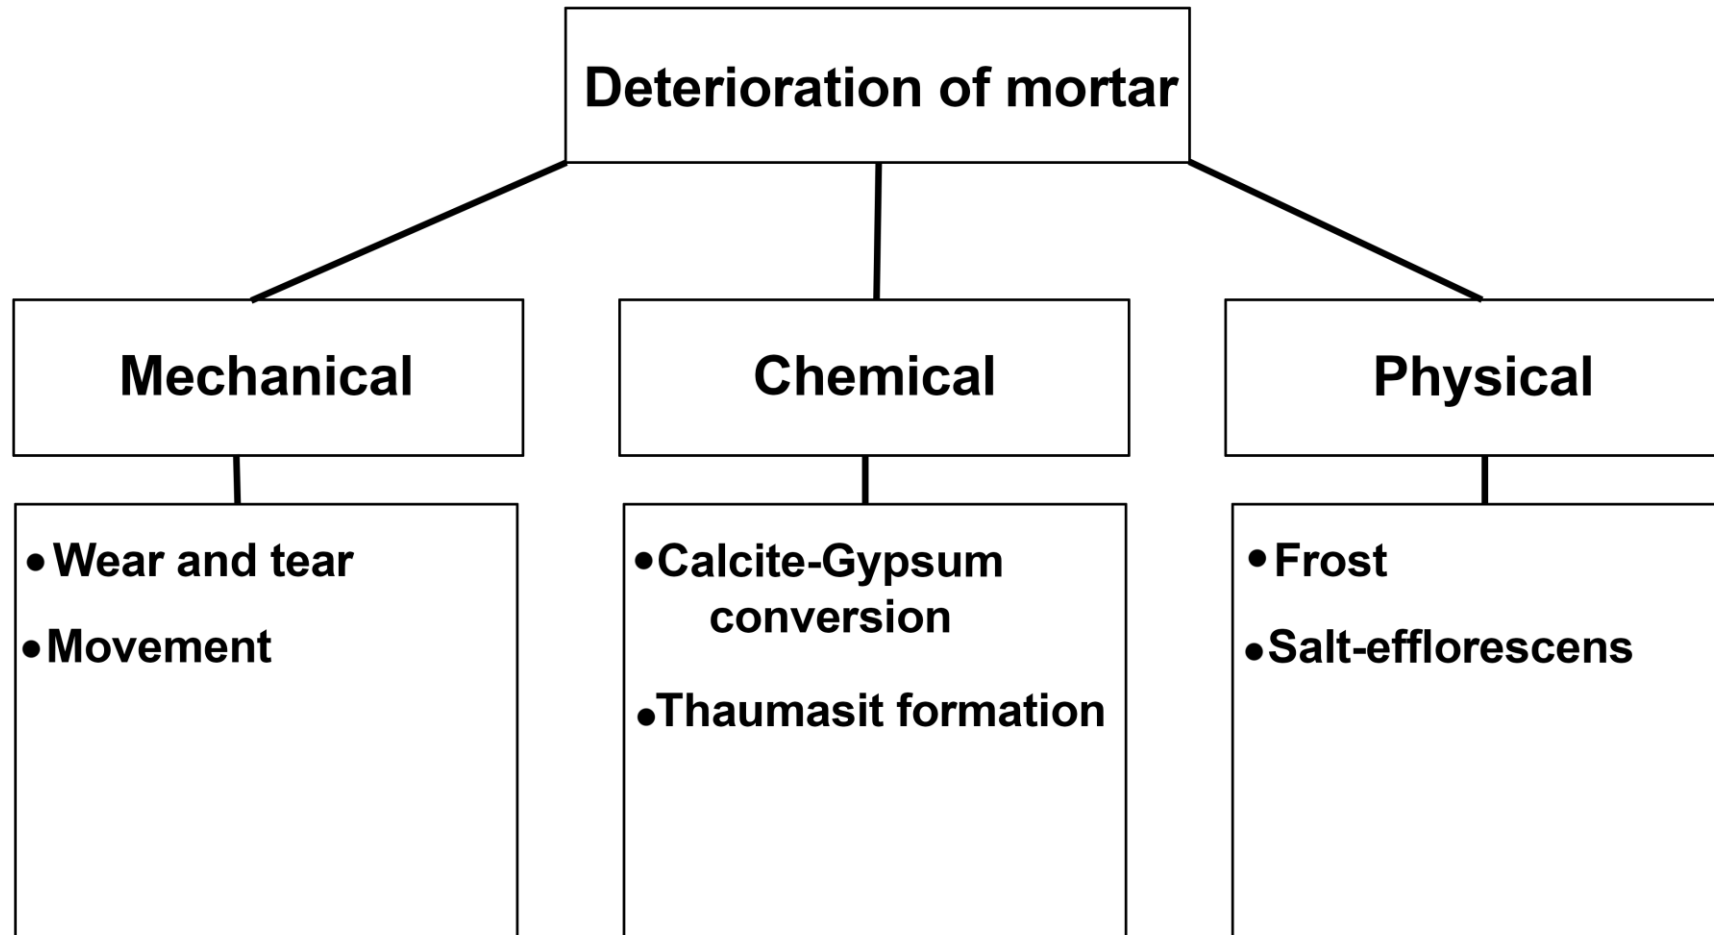 Deterioration of mortar
Mechanical
Chemical
Physical
• Wear and tear
• Movement
• Calcite-Gypsum
conversion
• Thaumasit formation
• Frost
• Salt-efflorescens